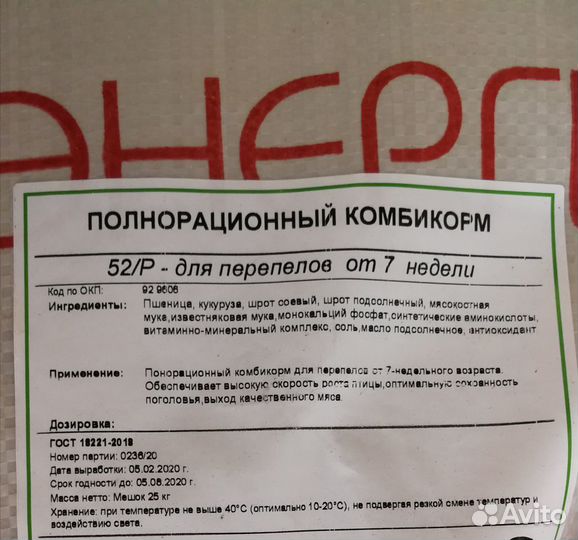 ЭНЕРГ
ПОЛНОРАЦИОННЫЙ КОМБИКОРМ
52/Р - для перепелов от 7 недели
Код по ОКП: 92 9606
Ингредиенты: Пшеница, кукуруза, шрот соевый, шрот подсолнечный, мясокостная
мука,известняковая мука,монокальций фосфат,синтетические аминокислоты,
витаминно-минеральный комплекс, соль,масло подсолнечное, антиоксидант
Применение: Понорационный комбикорм для перепелов от 7-недельного возраста.
Обеспечивает высокую скорость роста птицы,оптимальную сохранность
поголовья,выход качественного мяса.
Дозировка:
ГОСТ 18221-2018
Номер партии: 0236/20
Дата выработки: 05.02.2020 г.
Срок годности до: 05.08.2020 г.
Масса нетто: Мешок 25 кг
Хранение: при температуре не выше 40°С (оптимально 10-20°С), не подвергая резкой смене температур и
воздействию света.
Avito